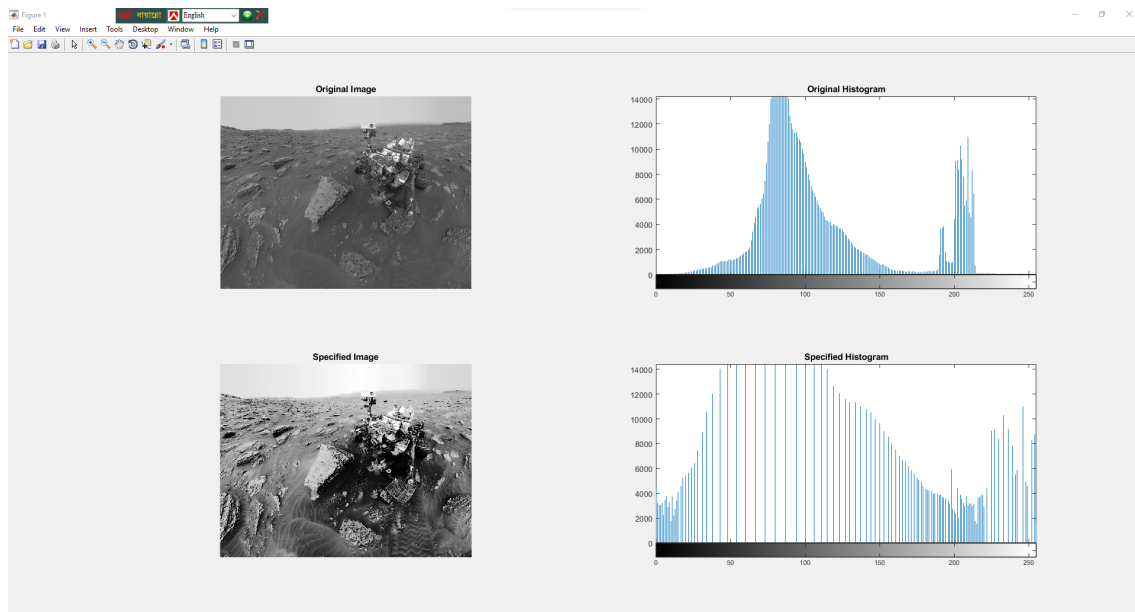 Figure 1
বায়ান্নো English
File Edit View Insert Tools Desktop Window Help
Original Image
Original Histogram
14000
12000
10000
8000
6000
4000
2000
0
0 50 100 150 200 250
Specified Image
Specified Histogram
14000
12000
10000
8000
6000
4000
2000
0
0 50 100 150 200 250